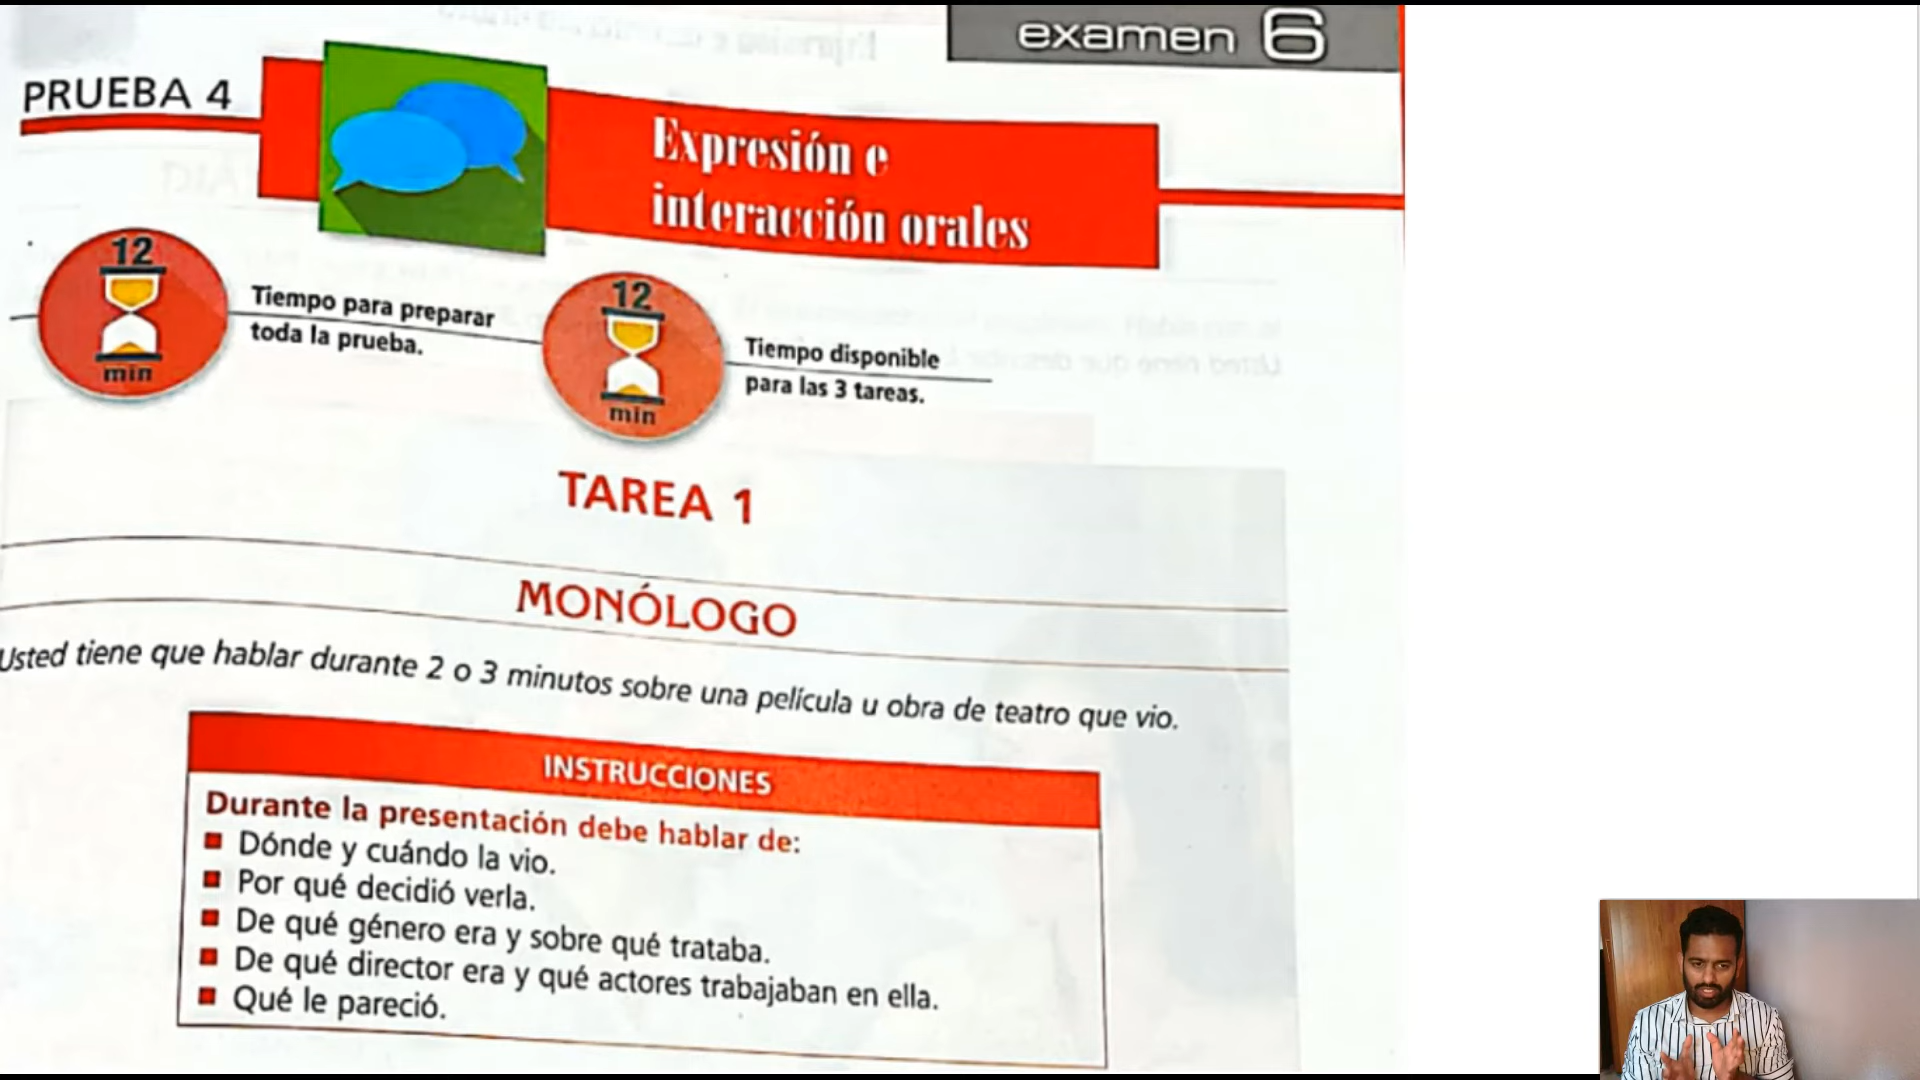 examen 6
PRUEBA 4
Expresión e
interacción orales
12
min
Tiempo para preparar
toda la prueba.
12
min
Tiempo disponible
para las 3 tareas.
TAREA 1
MONÓLOGO
Usted tiene que hablar durante 2 o 3 minutos sobre una película u obra de teatro que vio.
INSTRUCCIONES
Durante la presentación debe hablar de:
Dónde y cuándo la vio.
Por qué decidió verla.
De qué género era y sobre qué trataba.
De qué director era y qué actores trabajaban en ella.
Qué le pareció.